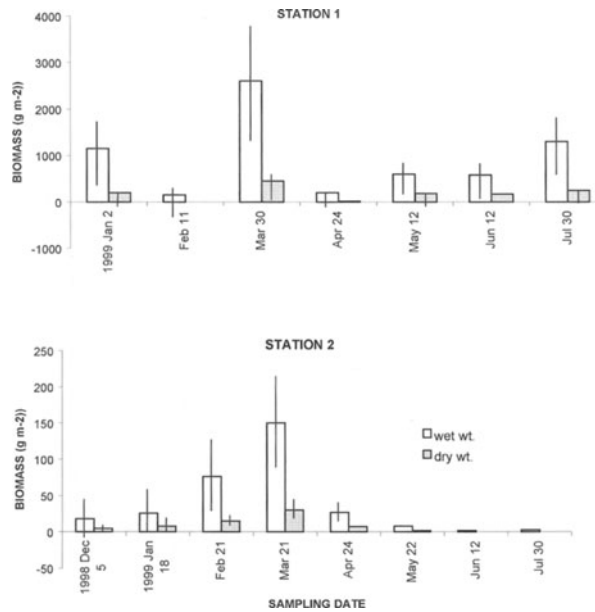 STATION 1
BIOMASS (g m-2))
4000
3000
2000
1000
0
-1000
1999 Jan 2
Feb 11
Mar 30
Apr 24
May 12
Jun 12
Jul 30
STATION 2
BIOMASS (g m-2))
250
200
150
100
50
0
-50
wet wt.
dry wt.
1998 Dec
5
1999 Jan
18
Feb 21
Mar 21
Apr 24
May 22
Jun 12
Jul 30
SAMPLING DATE